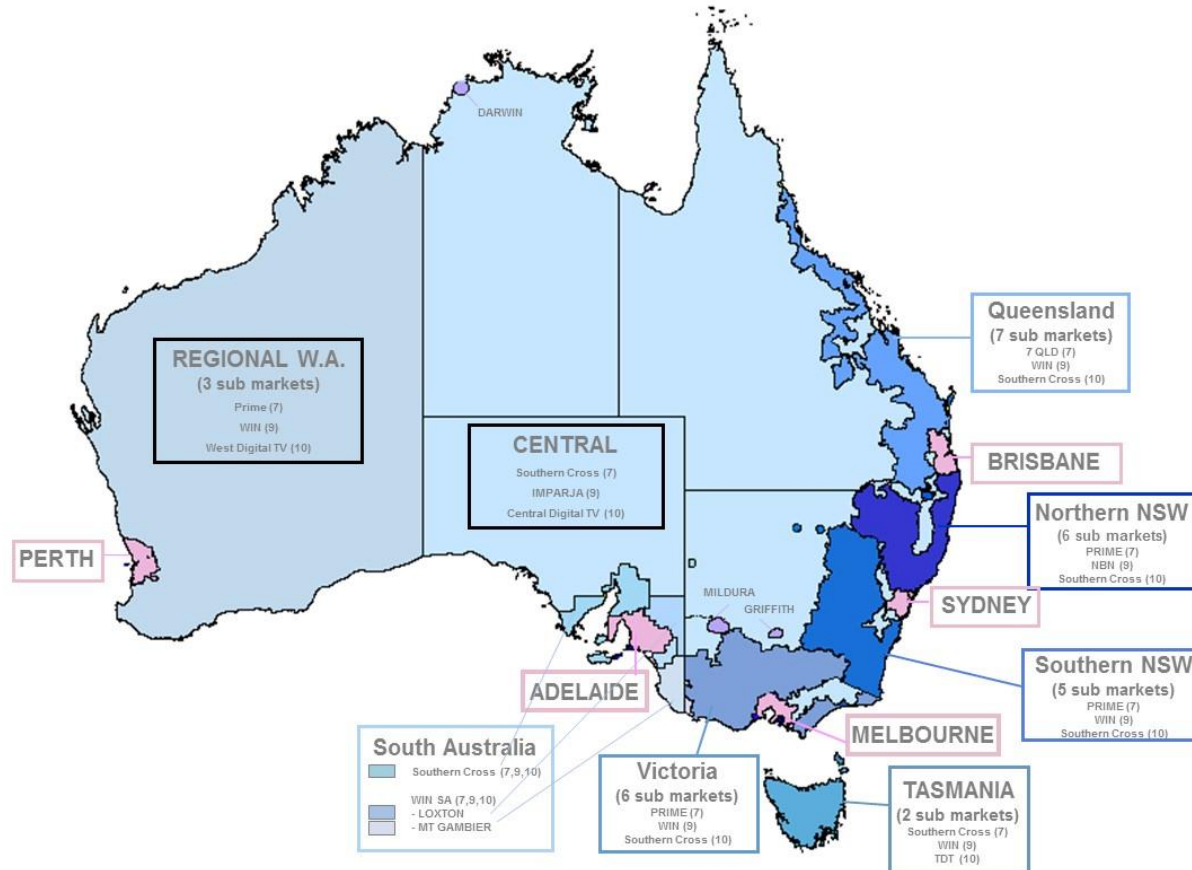 DARWIN
Queensland
(7 sub markets)
7 QLD (7)
WIN (9)
Southern Cross (10)
REGIONAL W.A.
(3 sub markets)
Prime (7)
WIN (9)
West Digital TV (10)
CENTRAL
Southern Cross (7)
IMPARJA (9)
Central Digital TV (10)
BRISBANE
Northern NSW
(6 sub markets)
PRIME (7)
NBN (9)
Southern Cross (10)
PERTH
D
MILDURA
GRIFFITH
SYDNEY
ADELAIDE
Southern NSW
(5 sub markets)
PRIME (7)
WIN (9)
Southern Cross (10)
MELBOURNE
South Australia
Southern Cross (7,9,10)
WIN SA (7,9,10)
- LOXTON
- MT GAMBIER
Victoria
(6 sub markets)
PRIME (7)
WIN (9)
Southern Cross (10)
TASMANIA
(2 sub markets)
Southern Cross (7)
WIN (9)
TDT (10)